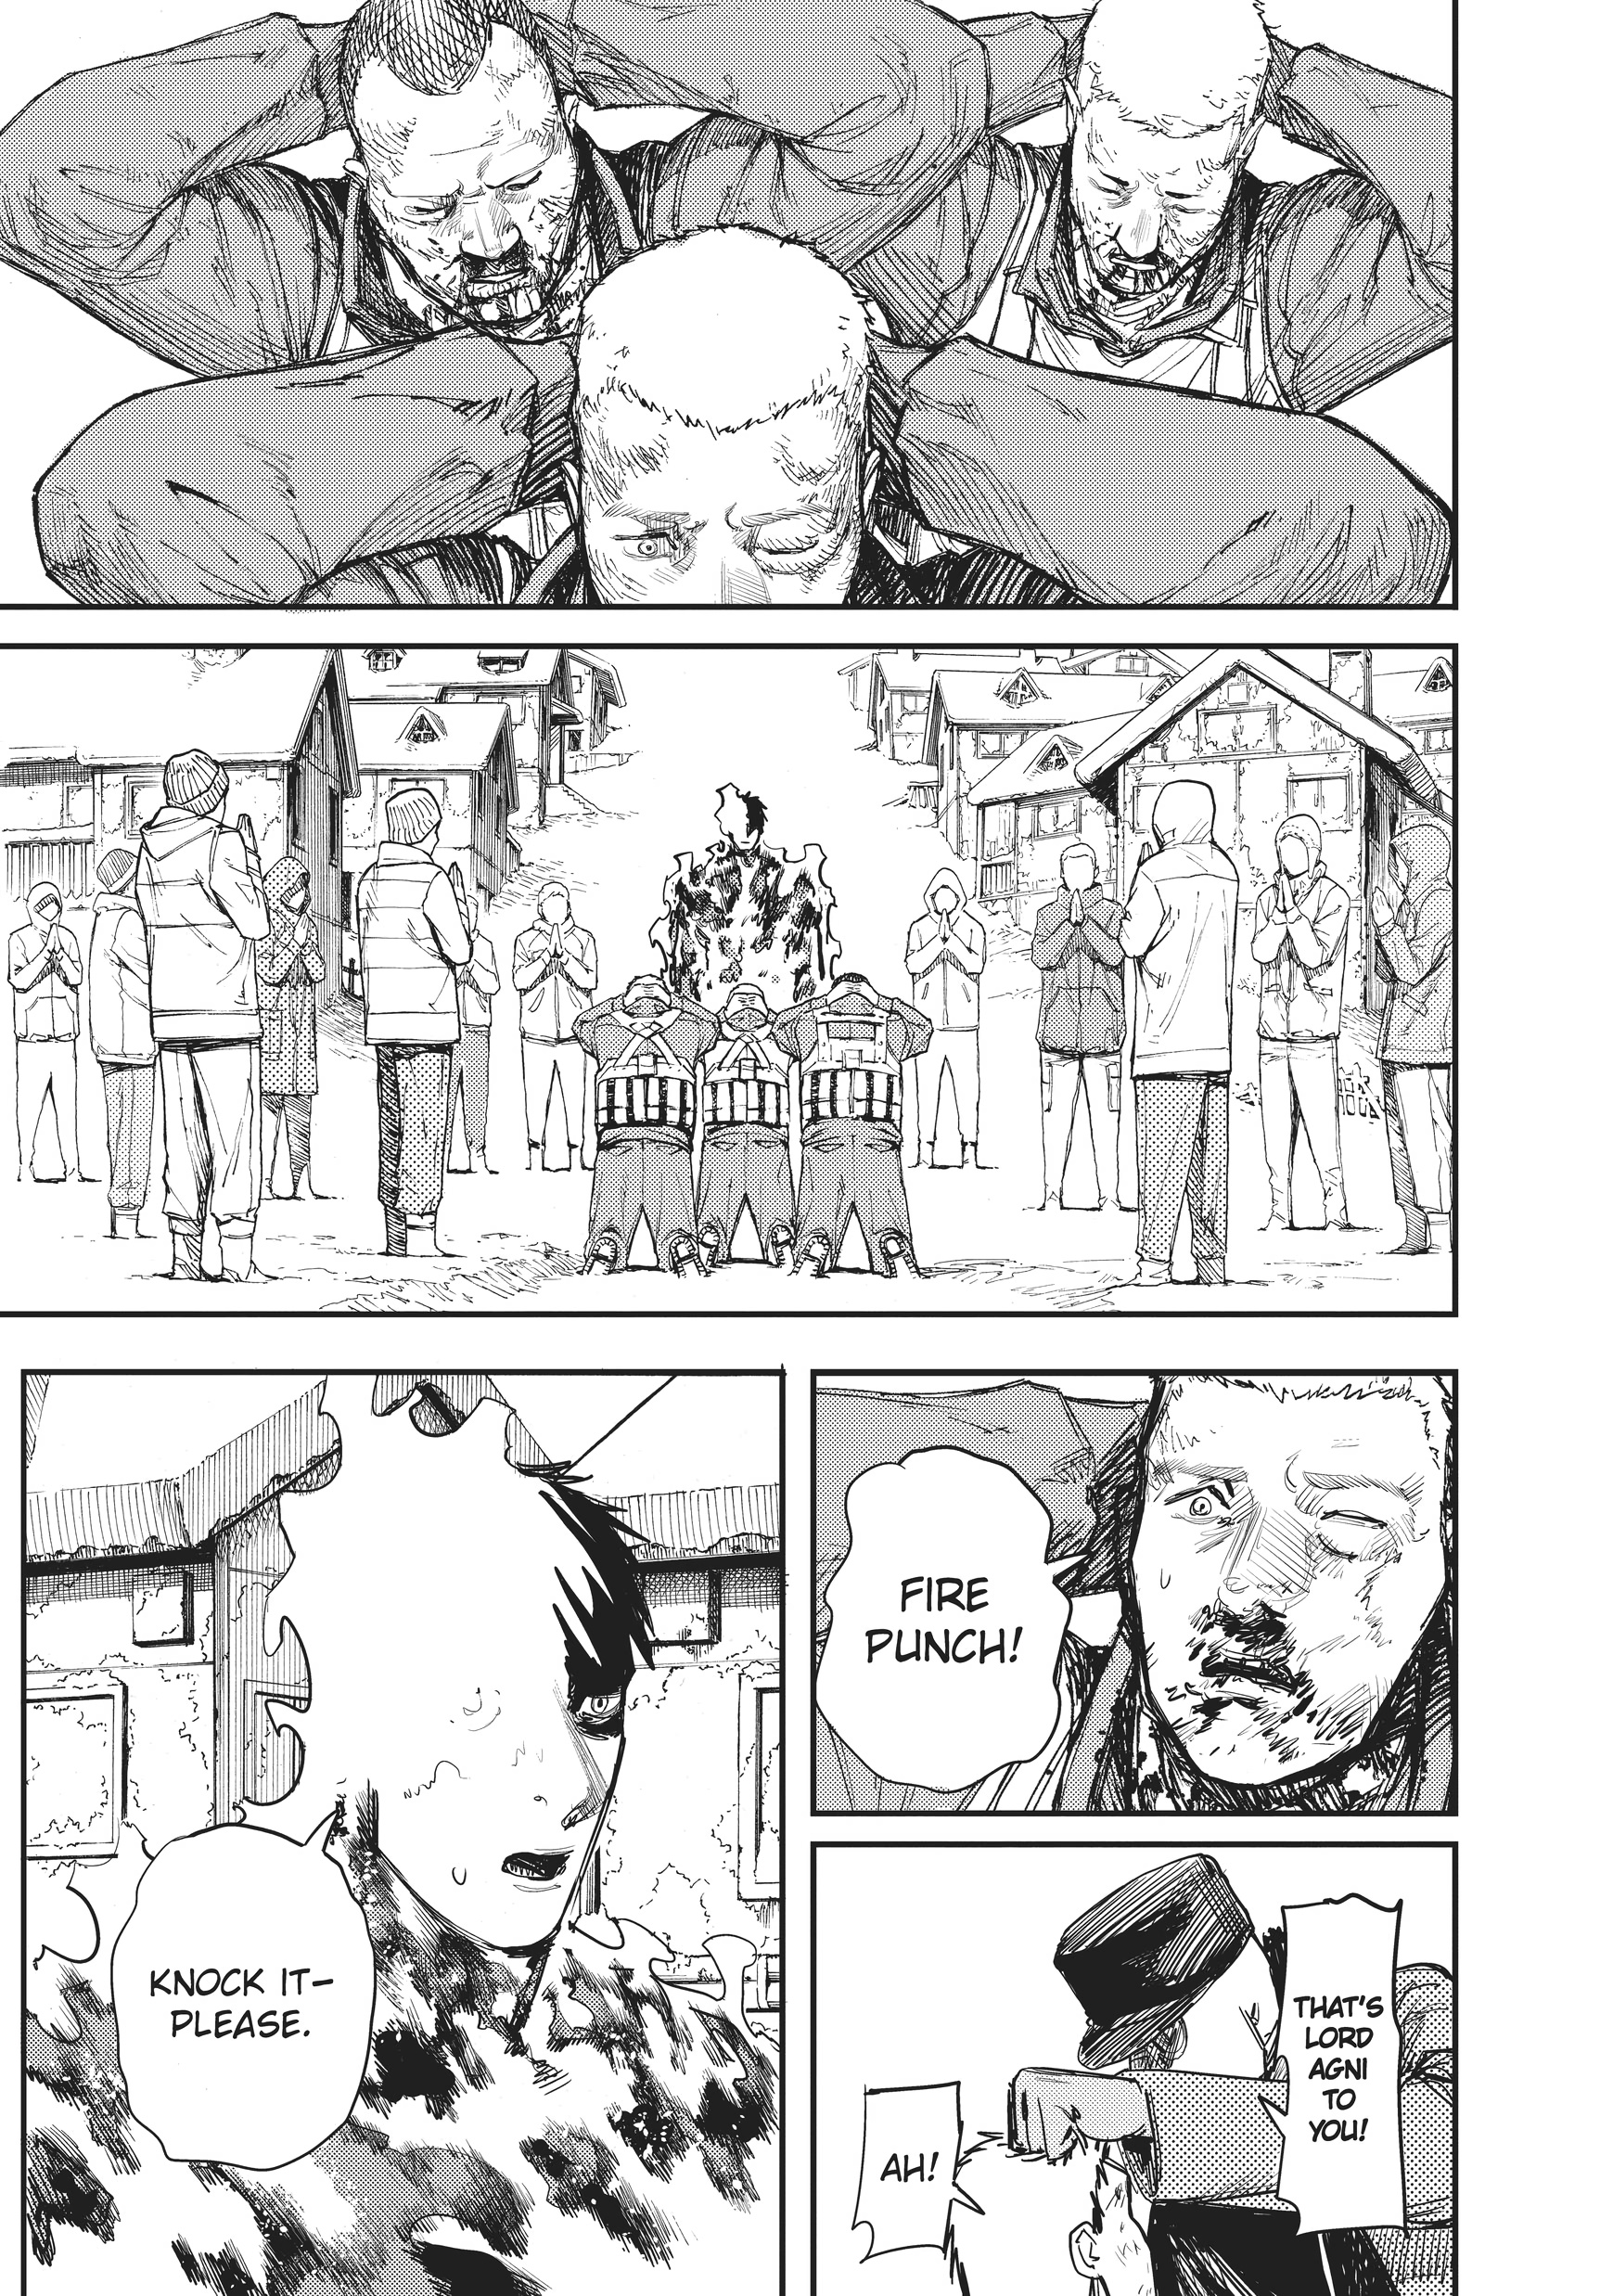 FIRE
PUNCH!
THAT'S
LORD
AGNI
TO
YOU!
AH!
KNOCK IT—
PLEASE.